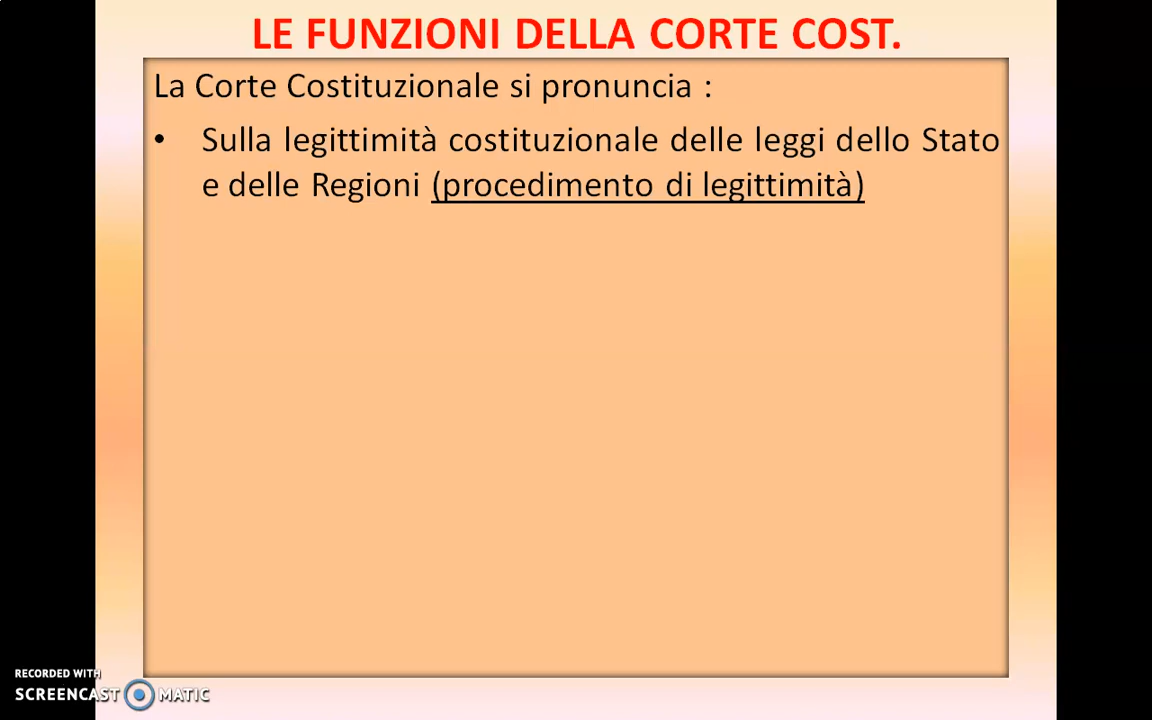 LE FUNZIONI DELLA CORTE COST.
La Corte Costituzionale si pronuncia :
• Sulla legittimità costituzionale delle leggi dello Stato
e delle Regioni (procedimento di legittimità)
RECORDED WITH
SCREENCAST MATIC